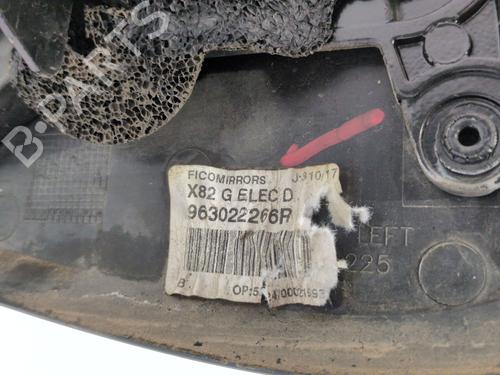 B-PARTS
FICOMIRRORS J-310/17
X82 G ELEC D.
963022266R
LEFT
225
B